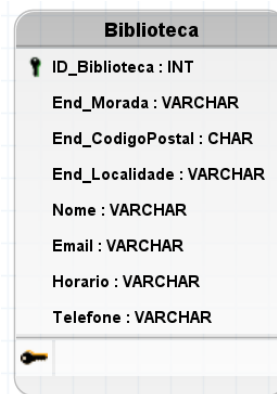 Biblioteca
ID_Biblioteca : INT
End_Morada : VARCHAR
End_CodigoPostal : CHAR
End_Localidade : VARCHAR
Nome : VARCHAR
Email : VARCHAR
Horario : VARCHAR
Telefone : VARCHAR